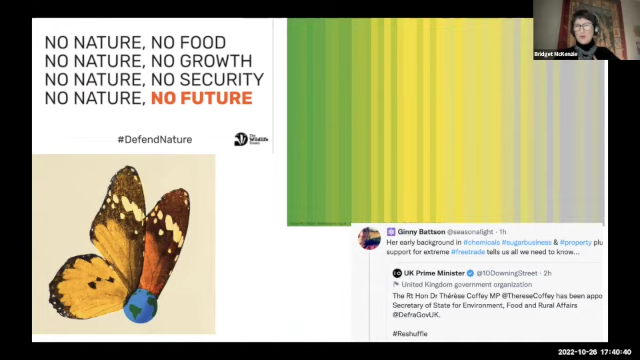 NO NATURE, NO FOOD
NO NATURE, NO GROWTH
NO NATURE, NO SECURITY
NO NATURE, NO FUTURE
#DefendNature
The
Wildlife
Trusts
Bridget McKenzie
Ginny Battson @seasonalight · 1h
Her early background in #chemicals #sugarbusiness & #property plu
support for extreme #freetrade tells us all we need to know...
UK Prime Minister @10DowningStreet · 2h
United Kingdom government organization
The Rt Hon Dr Thérèse Coffey MP @ThereseCoffey has been appo
Secretary of State for Environment, Food and Rural Affairs
@DefraGovUK.
#Reshuffle
2022-10-26 17:40:40